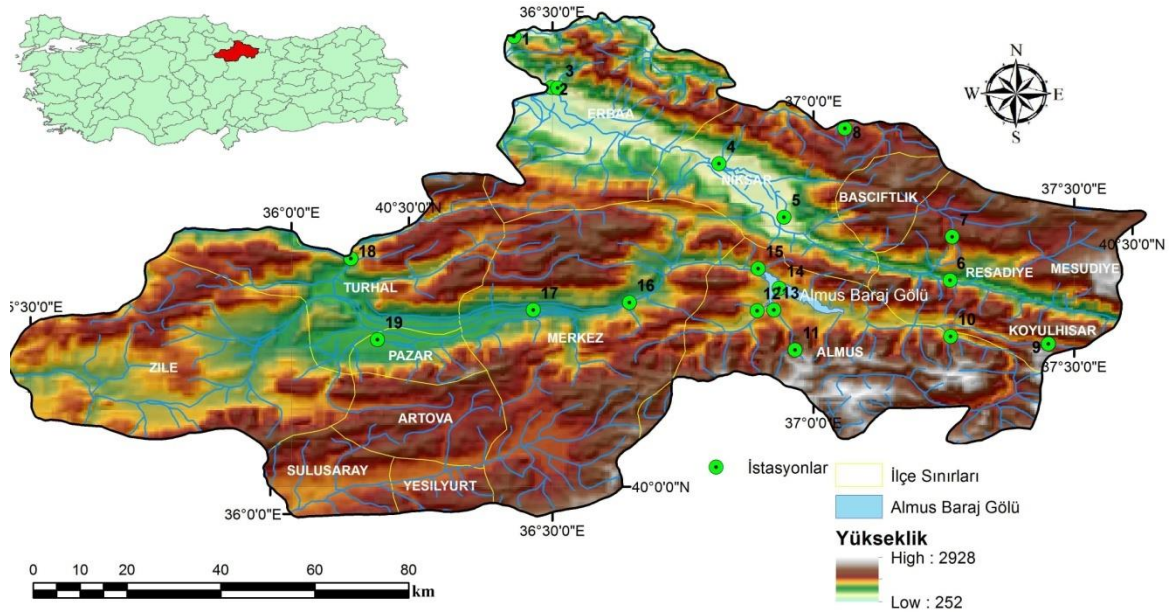 36°30'0"E
1
3
2
ERBAA
N
W
E
S
37°0'0"E
8
4
NIKSAR
5
BASCIFTLIK
37°30'0"E
7
40°30'0"N
36°0'0"E
40°30'0"N
18
15
14
6
RESADIYE
MESUDIYE
TURHAL
16
12
13
Almus Baraj Gölü
17
MERKEZ
10
KOYULHISAR
5°30'0"E
19
PAZAR
11
ALMUS
9
37°30'0"E
ZILE
ARTOVA
37°0'0"E
SULUSARAY
YESILYURT
40°0'0"N
36°0'0"E
36°30'0"E
İstasyonlar
İlçe Sınırları
Almus Baraj Gölü
Yükseklik
High : 2928
Low : 252
0 10 20 40 60 80
km